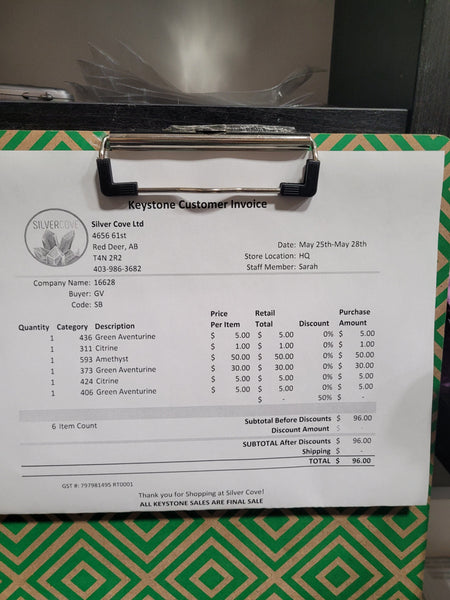 Keystone Customer Invoice
SILVERCOVE
Silver Cove Ltd
4656 61st
Red Deer, AB
T4N 2R2
403-986-3682
Date: May 25th-May 28th
Store Location: HQ
Staff Member: Sarah
Company Name: 16628
Buyer: GV
Code: SB
Quantity Category Description Price Per Item Retail Total Discount Purchase Amount
1 436 Green Aventurine $ 5.00 $ 5.00 0% $ 5.00
1 311 Citrine $ 1.00 $ 1.00 0% $ 1.00
1 593 Amethyst $ 50.00 $ 50.00 0% $ 50.00
1 373 Green Aventurine $ 30.00 $ 30.00 0% $ 30.00
1 424 Citrine $ 5.00 $ 5.00 0% $ 5.00
1 406 Green Aventurine $ 5.00 $ 5.00 0% $ 5.00
$ - 50% $ -
6 Item Count
Subtotal Before Discounts $ 96.00
Discount Amount $ -
SUBTOTAL After Discounts $ 96.00
Shipping $ -
TOTAL $ 96.00
GST #: 797981495 RT0001
Thank you for Shopping at Silver Cove!
ALL KEYSTONE SALES ARE FINAL SALE